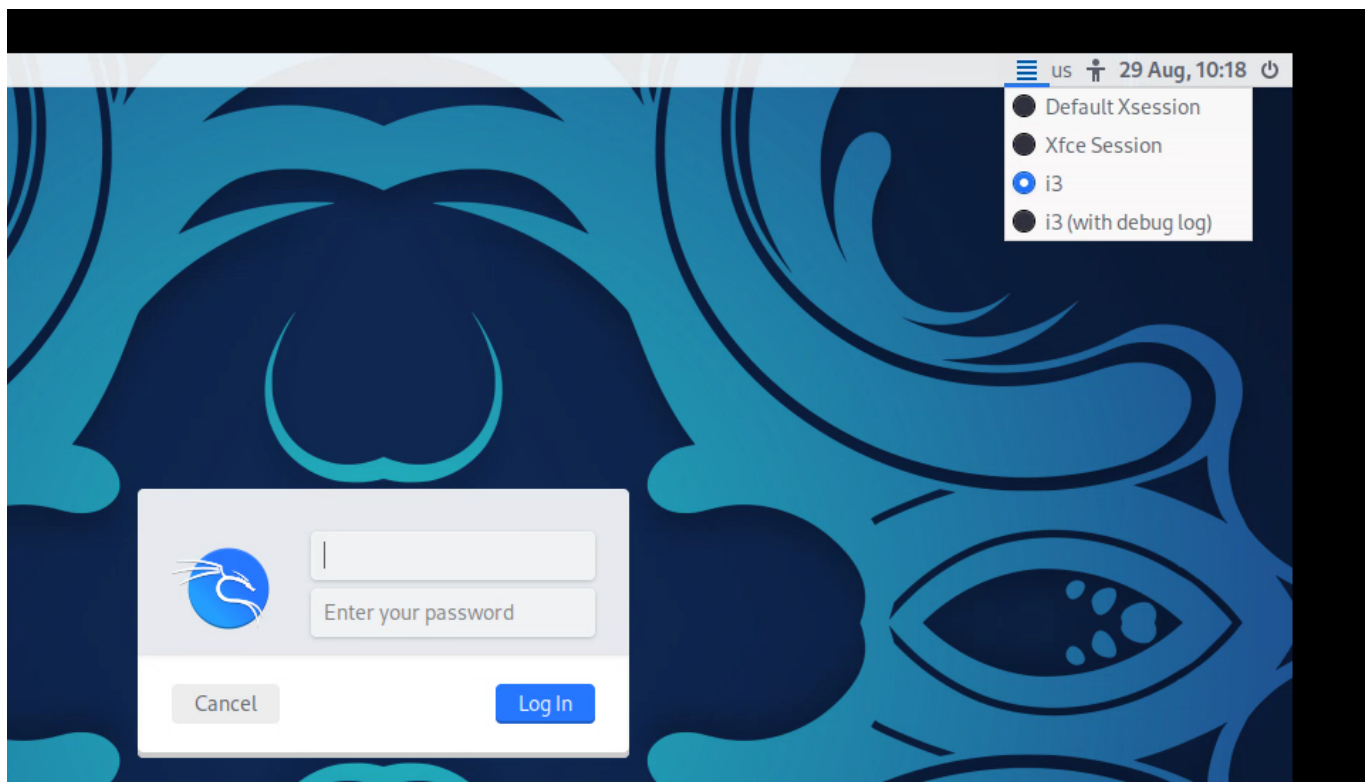 us 29 Aug, 10:18
Default Xsession
Xfce Session
i3
i3 (with debug log)
Enter your password
Cancel
Log In